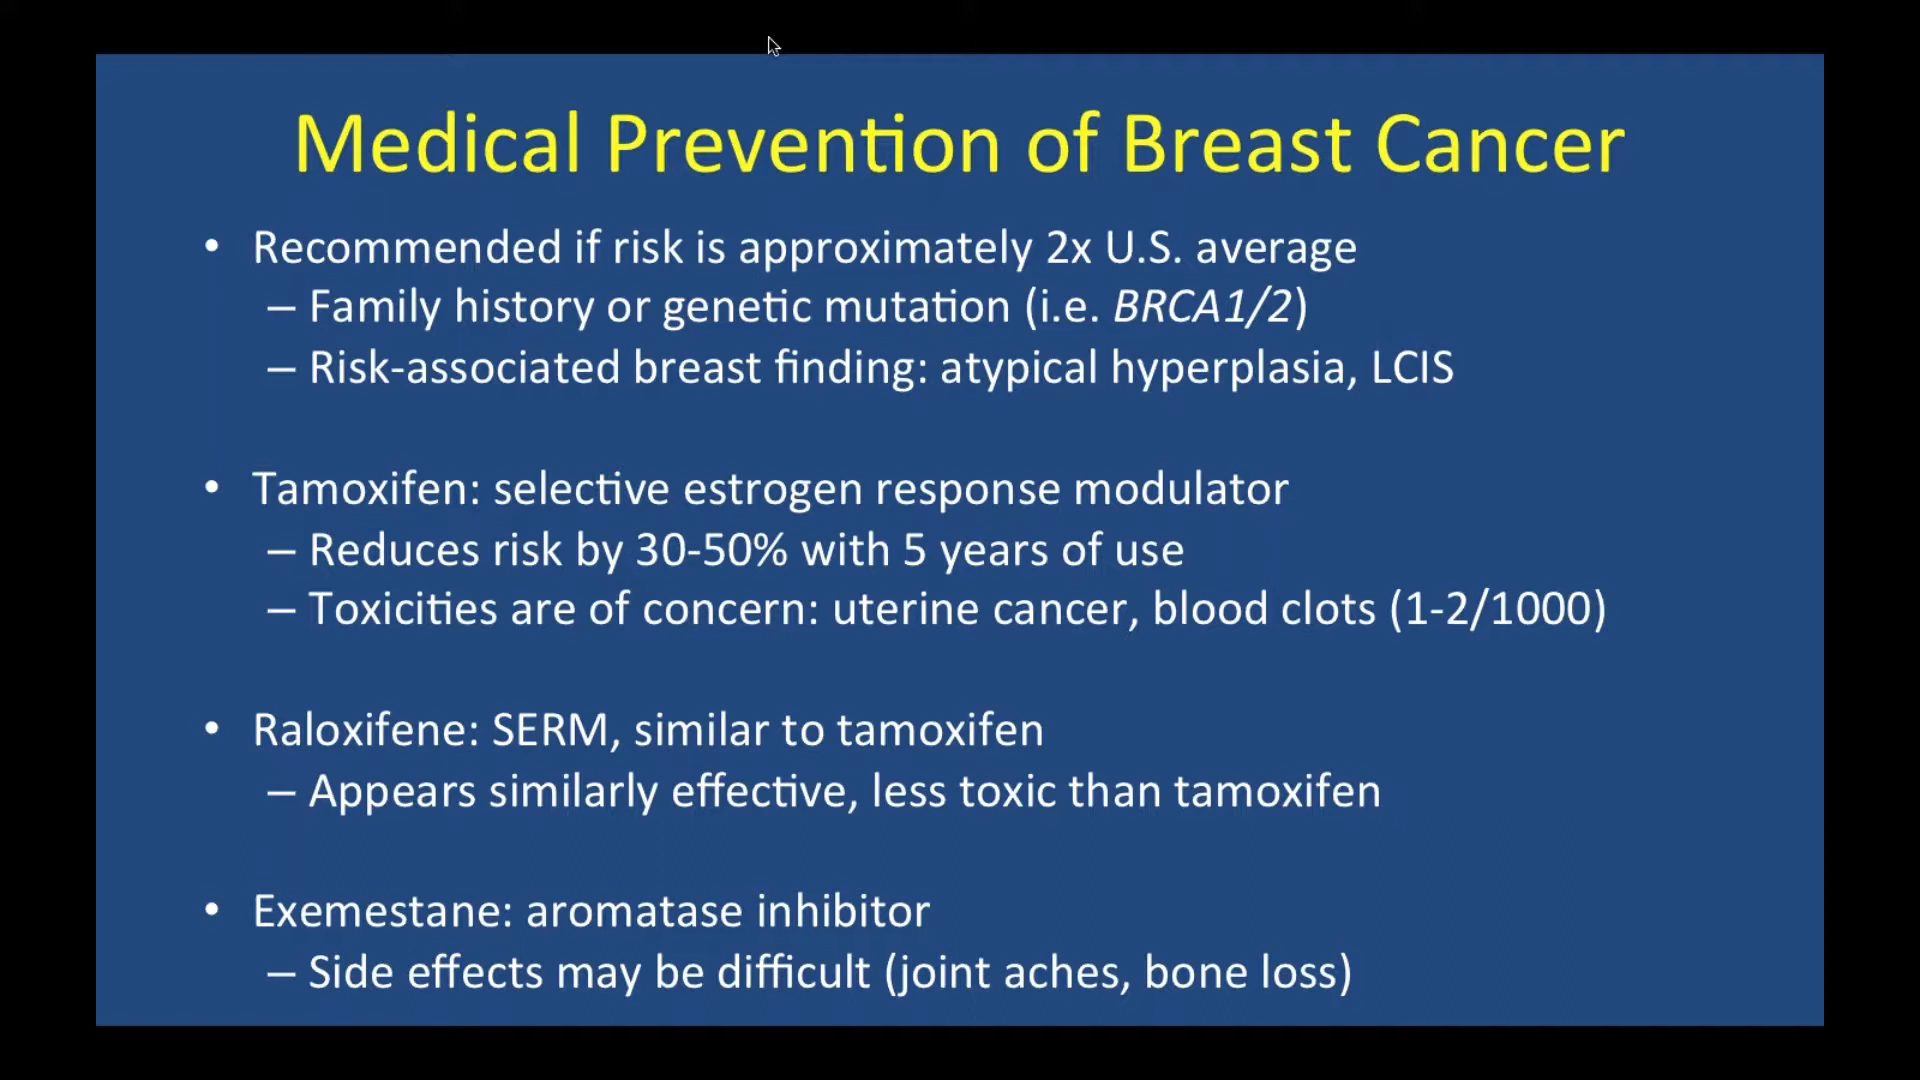 Medical Prevention of Breast Cancer
• Recommended if risk is approximately 2x U.S. average
– Family history or genetic mutation (i.e. BRCA1/2)
– Risk-associated breast finding: atypical hyperplasia, LCIS
• Tamoxifen: selective estrogen response modulator
– Reduces risk by 30-50% with 5 years of use
– Toxicities are of concern: uterine cancer, blood clots (1-2/1000)
• Raloxifene: SERM, similar to tamoxifen
– Appears similarly effective, less toxic than tamoxifen
• Exemestane: aromatase inhibitor
– Side effects may be difficult (joint aches, bone loss)